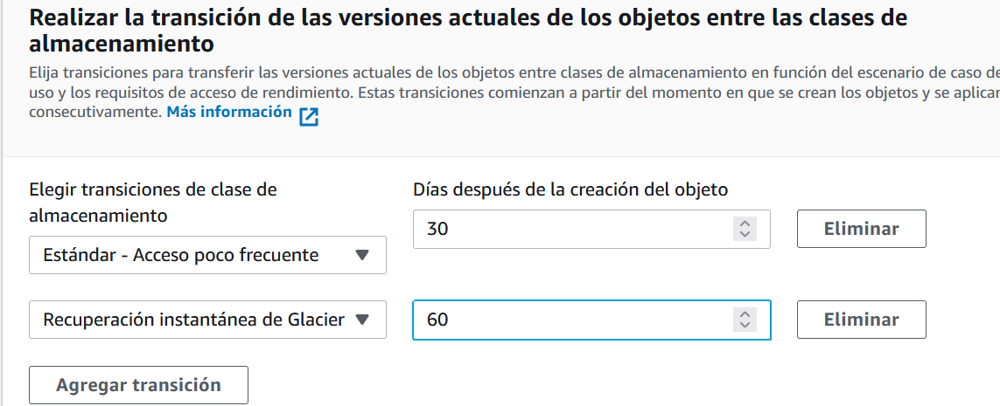 Realizar la transición de las versiones actuales de los objetos entre las clases de
almacenamiento
Elija transiciones para transferir las versiones actuales de los objetos entre clases de almacenamiento en función del escenario de caso de
uso y los requisitos de acceso de rendimiento. Estas transiciones comienzan a partir del momento en que se crean los objetos y se aplican
consecutivamente. Más información
Elegir transiciones de clase de
almacenamiento
Días después de la creación del objeto
Estándar - Acceso poco frecuente
30
Eliminar
Recuperación instantánea de Glacier
60
Eliminar
Agregar transición